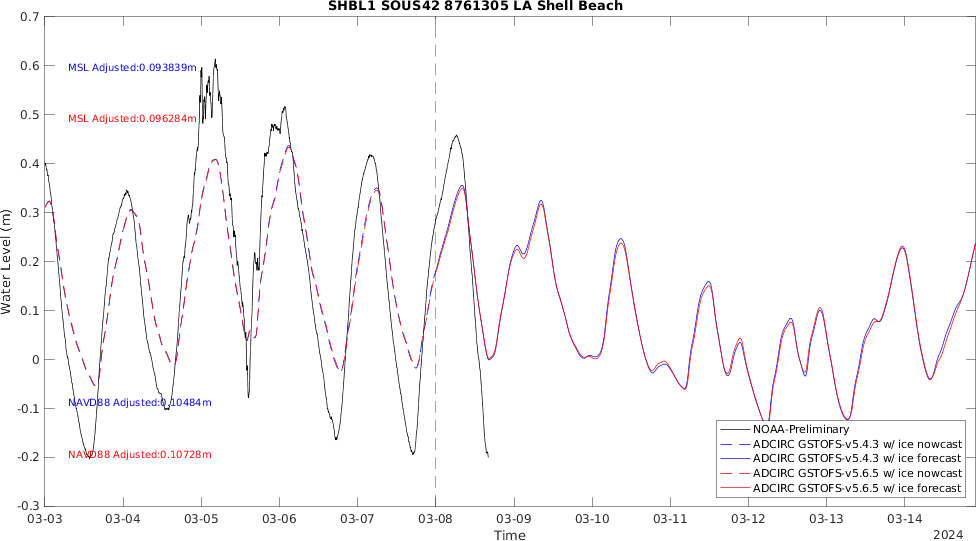 SHBL1 SOUS42 8761305 LA Shell Beach
0.7
0.6
0.5
0.4
0.3
0.2
0.1
0
-0.1
-0.2
-0.3
Water Level (m)
MSL Adjusted:0.093839m
MSL Adjusted:0.096284m
NAVD88 Adjusted:0.10484m
NAVD88 Adjusted:0.10728m
NOAA-Preliminary
ADCIRC GSTOFS-v5.4.3 w/ ice nowcast
ADCIRC GSTOFS-v5.4.3 w/ ice forecast
ADCIRC GSTOFS-v5.6.5 w/ ice nowcast
ADCIRC GSTOFS-v5.6.5 w/ ice forecast
03-03 03-04 03-05 03-06 03-07 03-08 03-09 03-10 03-11 03-12 03-13 03-14
Time
2024